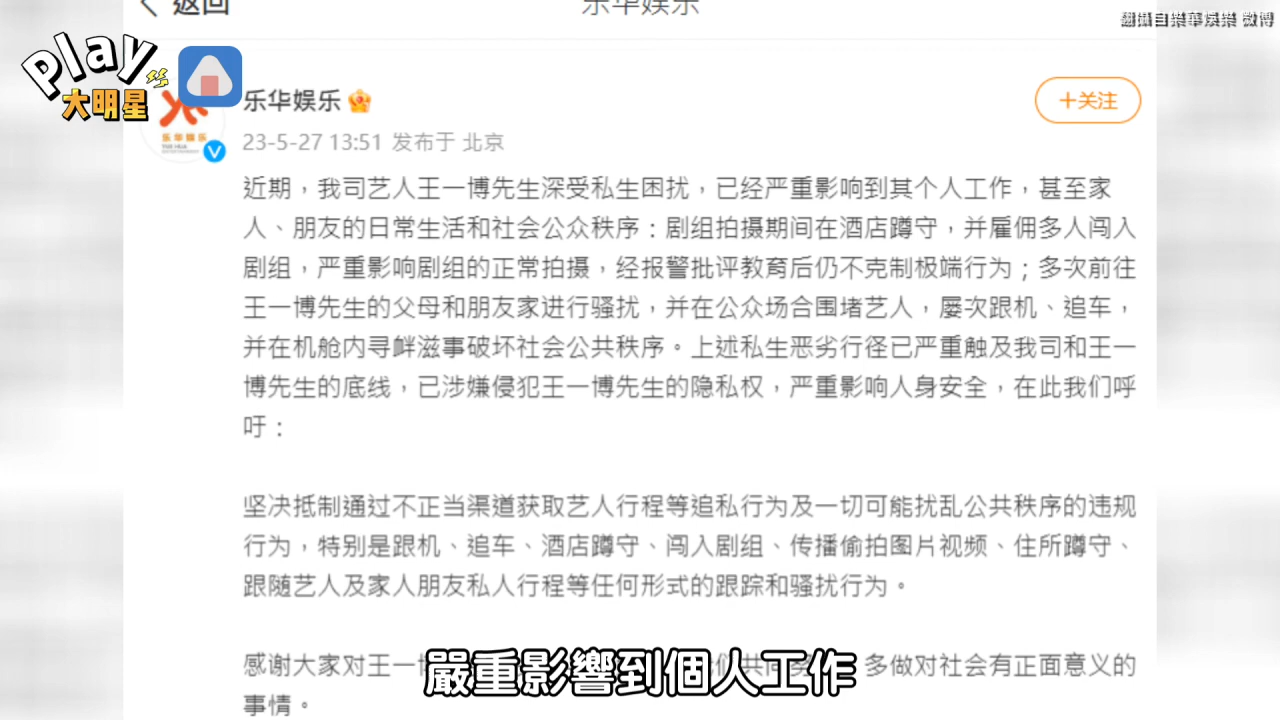 返回
乐华娱乐
翻攝自樂華娛樂 微博
Play
大明星
乐华娱乐
+关注
乐华娱乐
YUE HUA
ENTERTAINMENT
23-5-27 13:51 发布于 北京
近期，我司艺人王一博先生深受私生困扰，已经严重影响到其个人工作，甚至家
人、朋友的日常生活和社会公众秩序：剧组拍摄期间在酒店蹲守，并雇佣多人闯入
剧组，严重影响剧组的正常拍摄，经报警批评教育后仍不克制极端行为；多次前往
王一博先生的父母和朋友家进行骚扰，并在公众场合围堵艺人，屡次跟机、追车，
并在机舱内寻衅滋事破坏社会公共秩序。上述私生恶劣行径已严重触及我司和王一
博先生的底线，已涉嫌侵犯王一博先生的隐私权，严重影响人身安全，在此我们呼
吁：
坚决抵制通过不正当渠道获取艺人行程等追私行为及一切可能扰乱公共秩序的违规
行为，特别是跟机、追车、酒店蹲守、闯入剧组、传播偷拍图片视频、住所蹲守、
跟随艺人及家人朋友私人行程等任何形式的跟踪和骚扰行为。
感谢大家对王一 多做对社会有正面意义的
事情。
嚴重影響到個人工作